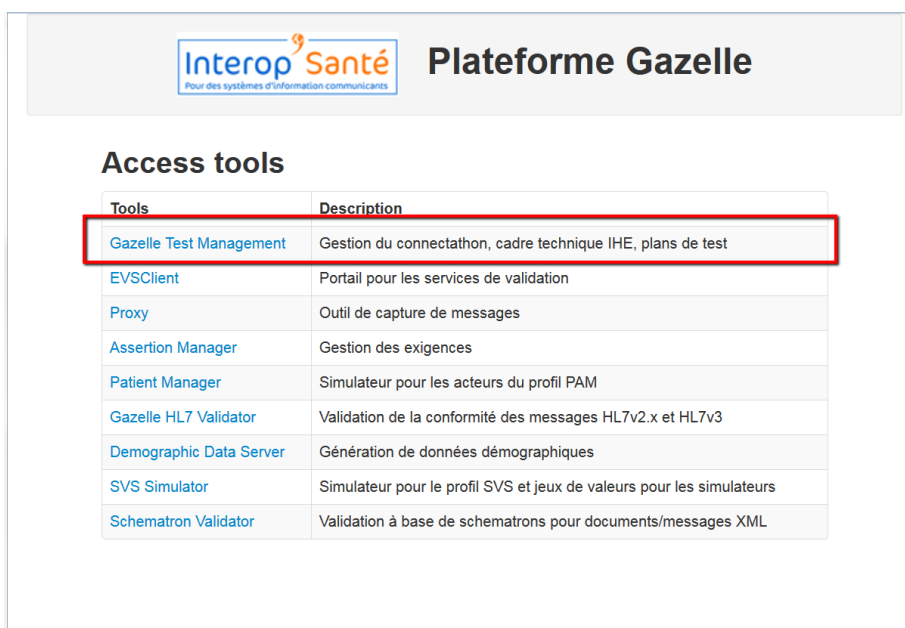 Interop'Santé
Pour des systèmes d'information communicants
Plateforme Gazelle
Access tools
Tools Description
Gazelle Test Management Gestion du connectathon, cadre technique IHE, plans de test
EVSClient Portail pour les services de validation
Proxy Outil de capture de messages
Assertion Manager Gestion des exigences
Patient Manager Simulateur pour les acteurs du profil PAM
Gazelle HL7 Validator Validation de la conformité des messages HL7v2.x et HL7v3
Demographic Data Server Génération de données démographiques
SVS Simulator Simulateur pour le profil SVS et jeux de valeurs pour les simulateurs
Schematron Validator Validation à base de schematrons pour documents/messages XML